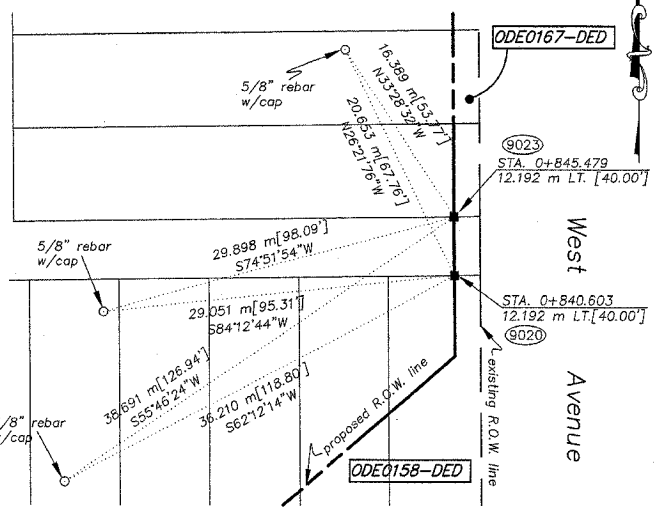 ODE0167-DED
5/8" rebar
w/cap
16.389 m[53.77']
N33°28'32"W
20.653 m[67.76']
N26°21'76"W
9023
STA. 0+845.479
12.192 m LT. [40.00']
West
Avenue
5/8" rebar
w/cap
29.898 m[98.09']
S74°51'54"W
29.051 m[95.31']
S84°12'44"W
STA. 0+840.603
12.192 m LT.[40.00']
9020
38.691 m[126.94']
S55°46'24"W
36.210 m[118.80']
S62°12'14"W
/8" rebar
w/cap
proposed R.O.W. line
existing R.O.W. line
ODE0158-DED